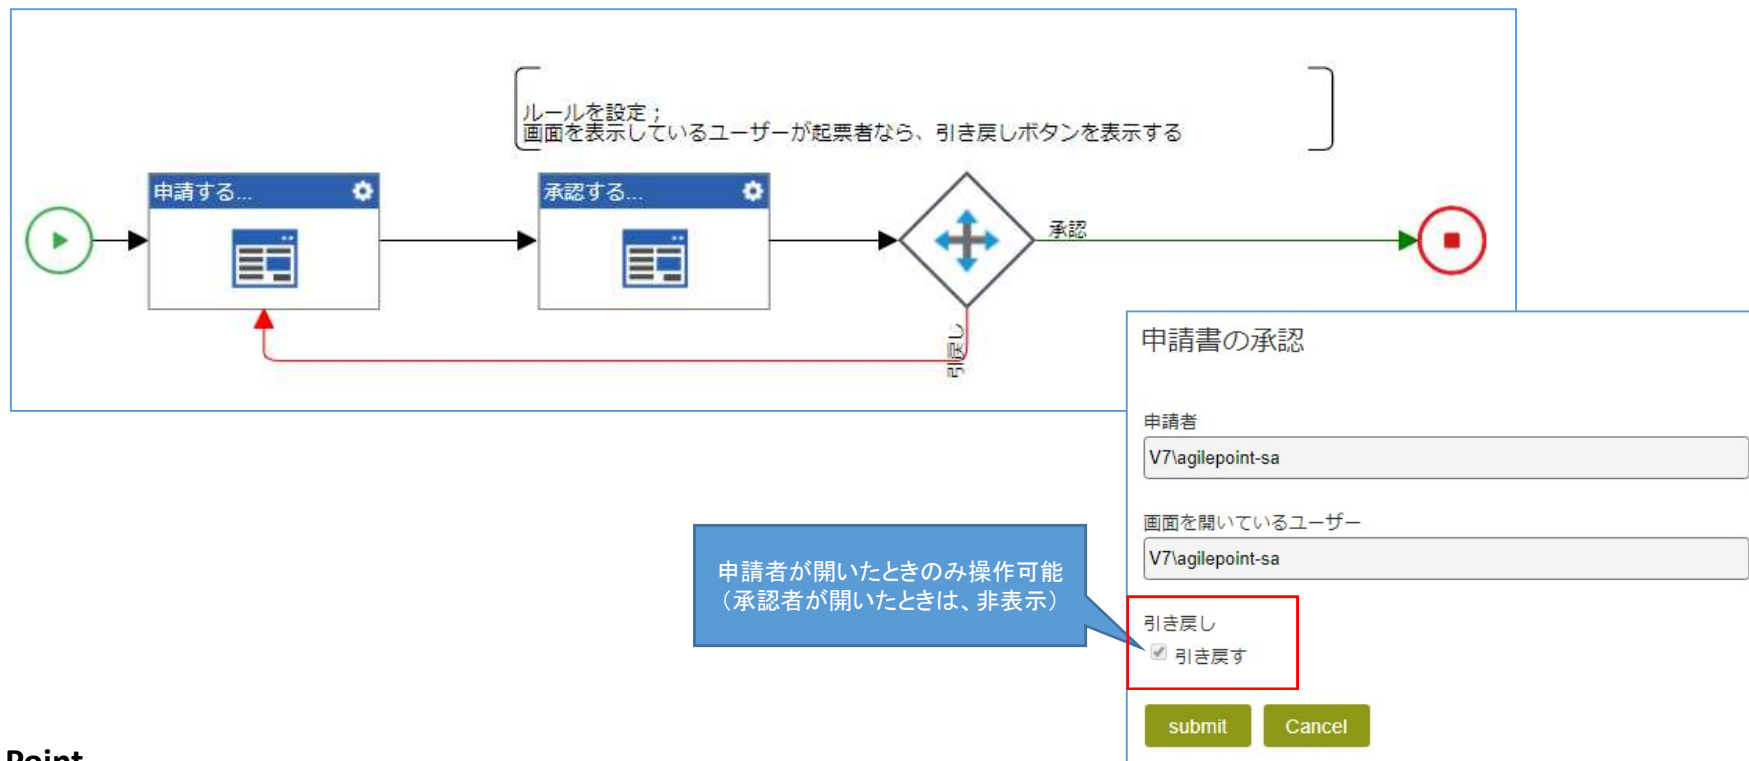 ルールを設定；
画面を表示しているユーザーが起票者なら、引き戻しボタンを表示する
申請する...
承認する...
承認
引戻し
申請書の承認
申請者
V7\agilepoint-sa
画面を開いているユーザー
V7\agilepoint-sa
申請者が開いたときのみ操作可能
（承認者が開いたときは、非表示）
引き戻し
引き戻す
submit
Cancel
Point